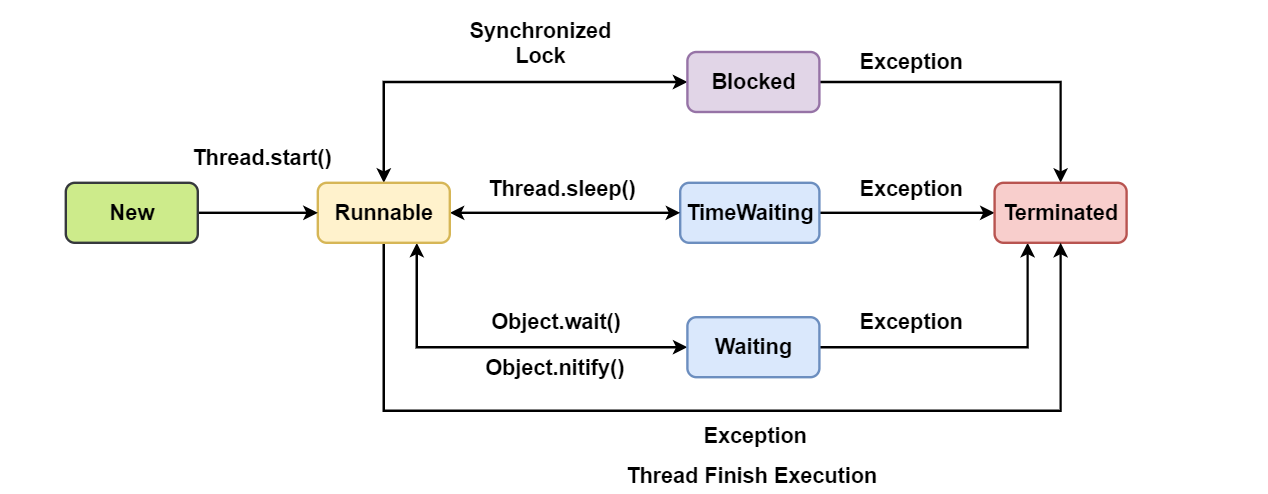 Synchronized
Lock
Blocked
Exception
Thread.start()
New
Runnable
Thread.sleep()
TimeWaiting
Exception
Terminated
Object.wait()
Object.nitify()
Waiting
Exception
Exception
Thread Finish Execution